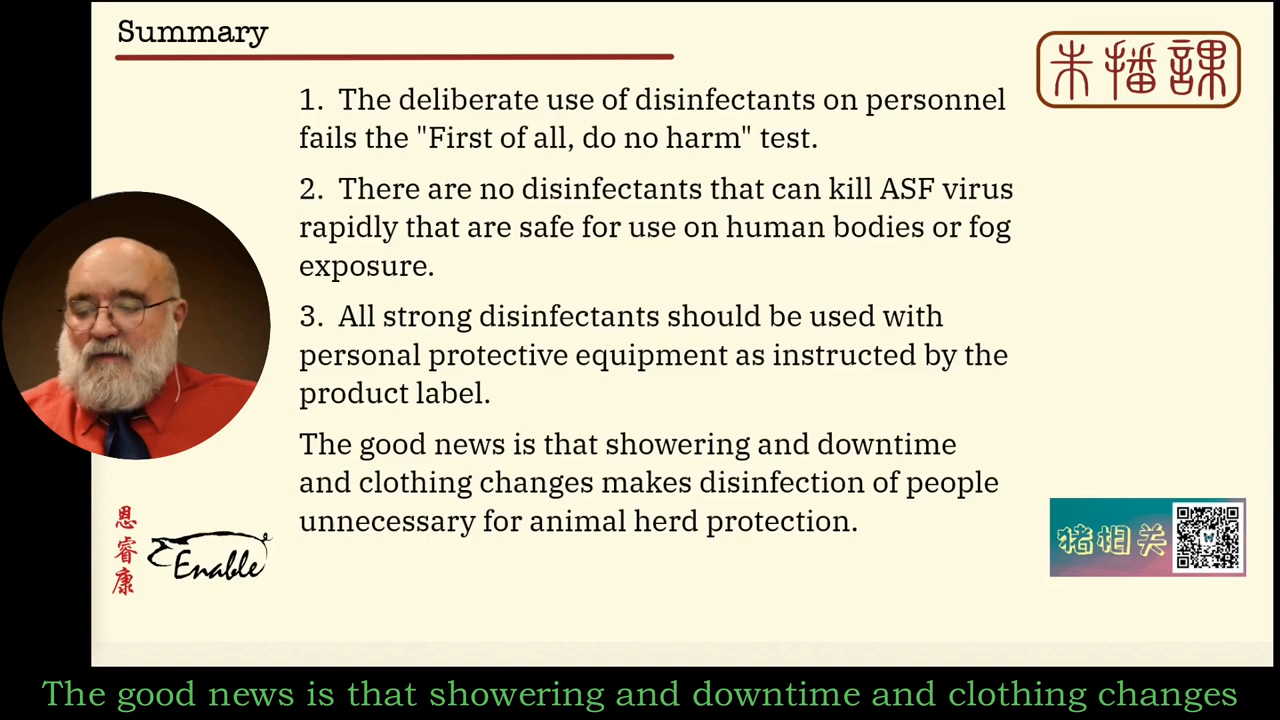 Summary
未播課
1. The deliberate use of disinfectants on personnel
fails the "First of all, do no harm" test.
2. There are no disinfectants that can kill ASF virus
rapidly that are safe for use on human bodies or fog
exposure.
3. All strong disinfectants should be used with
personal protective equipment as instructed by the
product label.
The good news is that showering and downtime
and clothing changes makes disinfection of people
unnecessary for animal herd protection.
恩睿康
Enable
猪相关
The good news is that showering and downtime and clothing changes